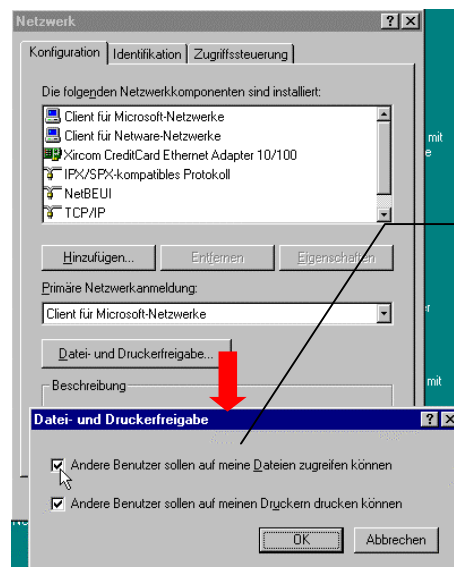 Netzwerk
Konfiguration Identifikation Zugriffssteuerung
Die folgenden Netzwerkkomponenten sind installiert:
Client für Microsoft-Netzwerke
Client für Netware-Netzwerke
Xircom CreditCard Ethernet Adapter 10/100
IPX/SPX-kompatibles Protokoll
NetBEUI
TCP/IP
Hinzufügen... Entfernen Eigenschaften
Primäre Netzwerkanmeldung:
Client für Microsoft-Netzwerke
Datei- und Druckerfreigabe...
Beschreibung
mit
e
r
mit
Datei- und Druckerfreigabe
Andere Benutzer sollen auf meine Dateien zugreifen können
Andere Benutzer sollen auf meinen Druckern drucken können
OK Abbrechen